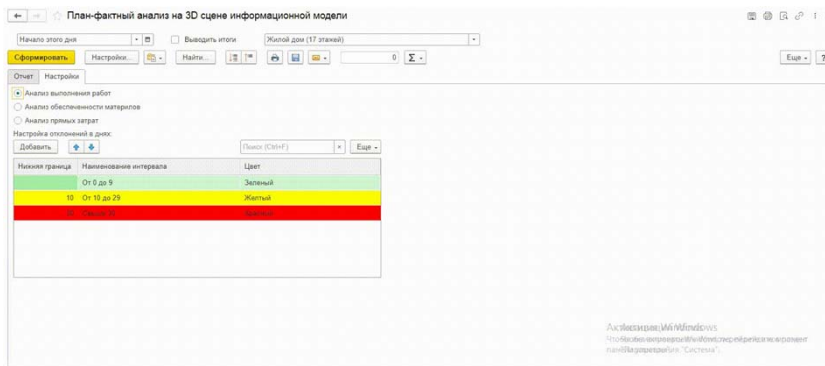 План-фактный анализ на 3D сцене информационной модели
Начало этого дня Выводить итоги Жилой дом (17 этажей)
Сформировать Настройки... Найти... 0 Σ Еще ?
Отчет Настройки
Анализ выполнения работ
Анализ обеспеченности материлов
Анализ прямых затрат
Настройка отклонений в днях:
Добавить Поиск (Ctrl+F) × Еще
Нижняя граница Наименование интервала Цвет
От 0 до 9 Зеленый
10 От 10 до 29 Желтый
Красный
"Система".